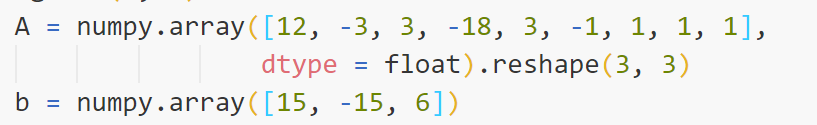 A = numpy.array([12, -3, 3, -18, 3, -1, 1, 1, 1],
dtype = float).reshape(3, 3)
b = numpy.array([15, -15, 6])